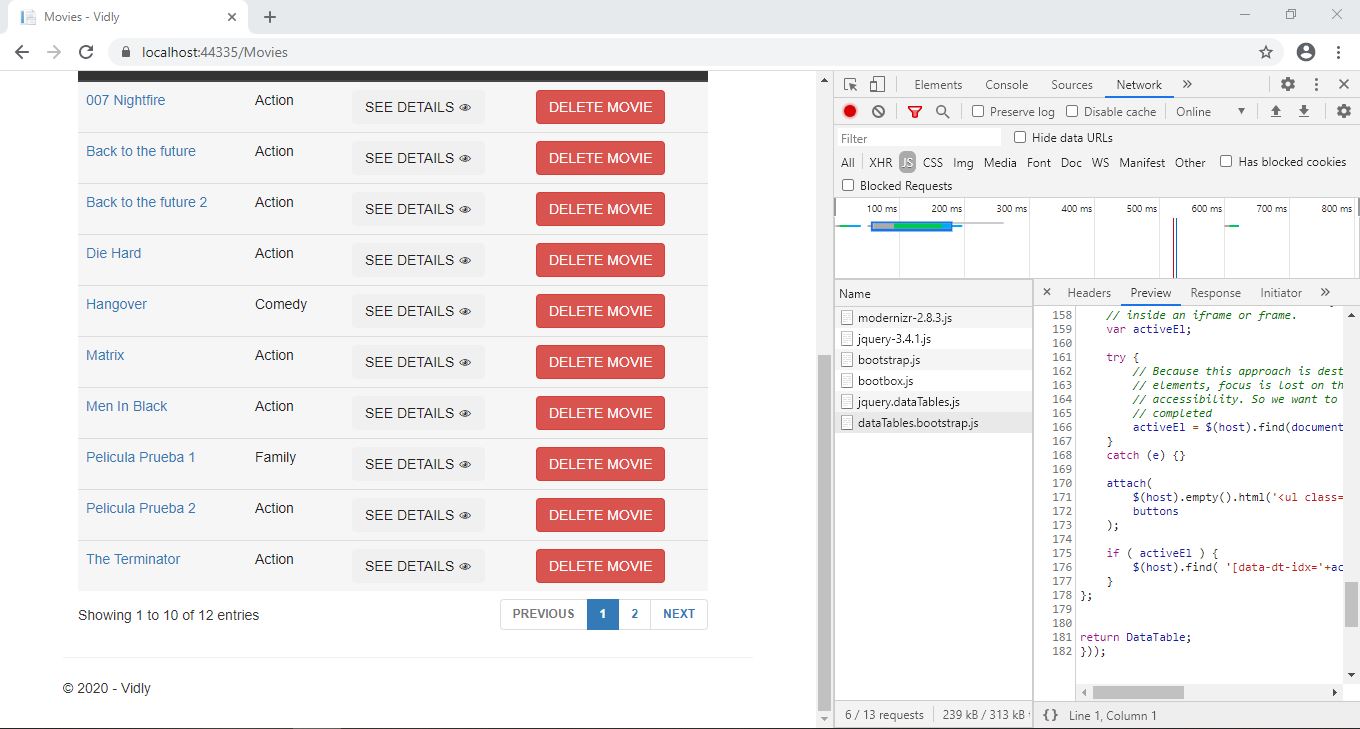 Movies - Vidly
localhost:44335/Movies
007 Nightfire Action SEE DETAILS DELETE MOVIE
Back to the future Action SEE DETAILS DELETE MOVIE
Back to the future 2 Action SEE DETAILS DELETE MOVIE
Die Hard Action SEE DETAILS DELETE MOVIE
Hangover Comedy SEE DETAILS DELETE MOVIE
Matrix Action SEE DETAILS DELETE MOVIE
Men In Black Action SEE DETAILS DELETE MOVIE
Pelicula Prueba 1 Family SEE DETAILS DELETE MOVIE
Pelicula Prueba 2 Action SEE DETAILS DELETE MOVIE
The Terminator Action SEE DETAILS DELETE MOVIE
Showing 1 to 10 of 12 entries PREVIOUS 1 2 NEXT
© 2020 - Vidly
Elements Console Sources Network »
Preserve log Disable cache Online
Filter Hide data URLs
All XHR JS CSS Img Media Font Doc WS Manifest Other Has blocked cookies
Blocked Requests
100 ms 200 ms 300 ms 400 ms 500 ms 600 ms 700 ms 800 ms
Name
modernizr-2.8.3.js
jquery-3.4.1.js
bootstrap.js
bootbox.js
jquery.dataTables.js
dataTables.bootstrap.js
6 / 13 requests 239 kB / 313 kB
Headers Preview Response Initiator »
158 // inside an iframe or frame.
159 var activeEl;
160
161 try {
162 // Because this approach is dest
163 // elements, focus is lost on th
164 // accessibility. So we want to
165 // completed
166 activeEl = $(host).find(document
167 }
168 catch (e) {}
169
170 attach(
171 $(host).empty().html('<ul class=
172 buttons
173 );
174
175 if ( activeEl ) {
176 $(host).find( '[data-dt-idx='+ac
177 }
178 };
179
180
181 return DataTable;
182 }));
{} Line 1, Column 1